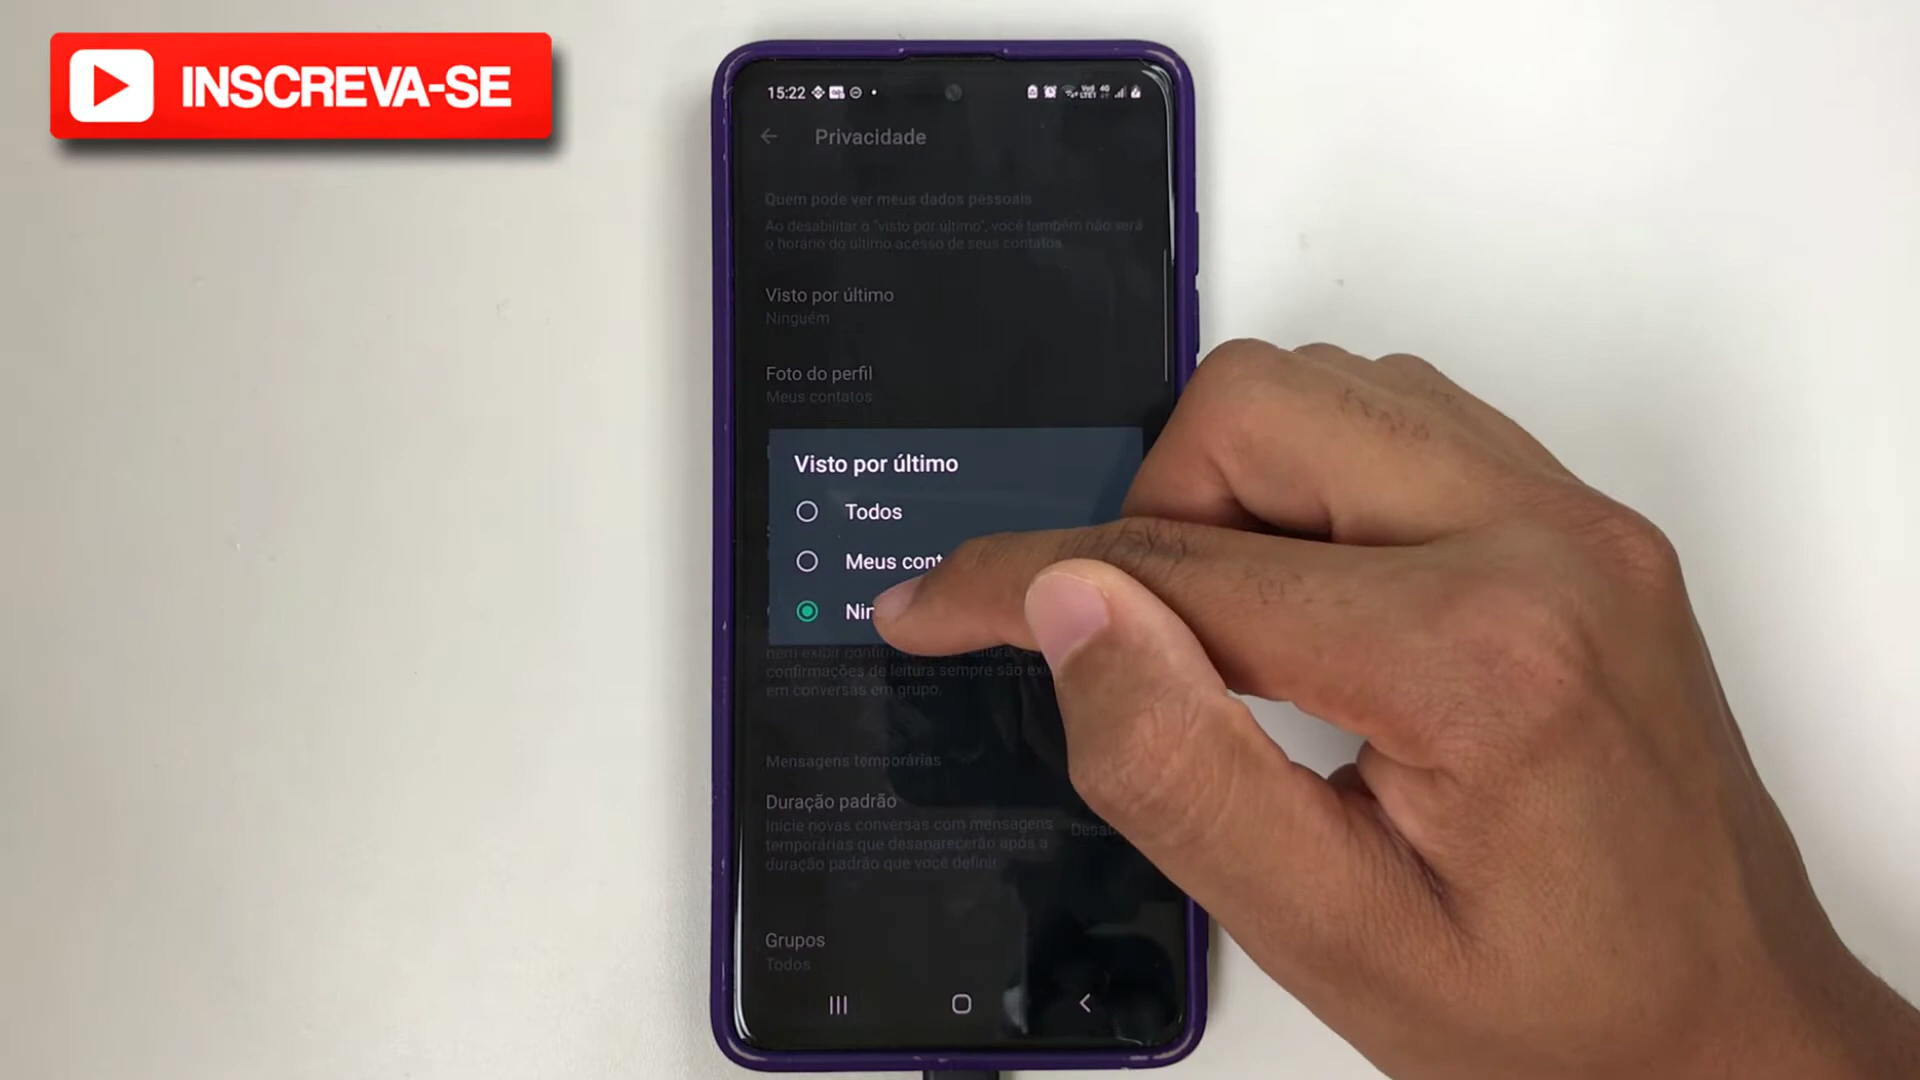 INSCREVA-SE
15:22
Privacidade
Quem pode ver meus dados pessoais
Ao desabilitar o "visto por último", você também não será
o horário do último acesso de seus contatos.
Visto por último
Ninguém
Foto do perfil
Meus contatos
Visto por último
Todos
Meus cont
Nin
nem exibir
confirmações de leitura sempre são
em conversas em grupo.
Mensagens temporárias
Duração padrão
Inicie novas conversas com mensagens
temporárias que desaparecerão após a
duração padrão que você definir
Grupos
Todos